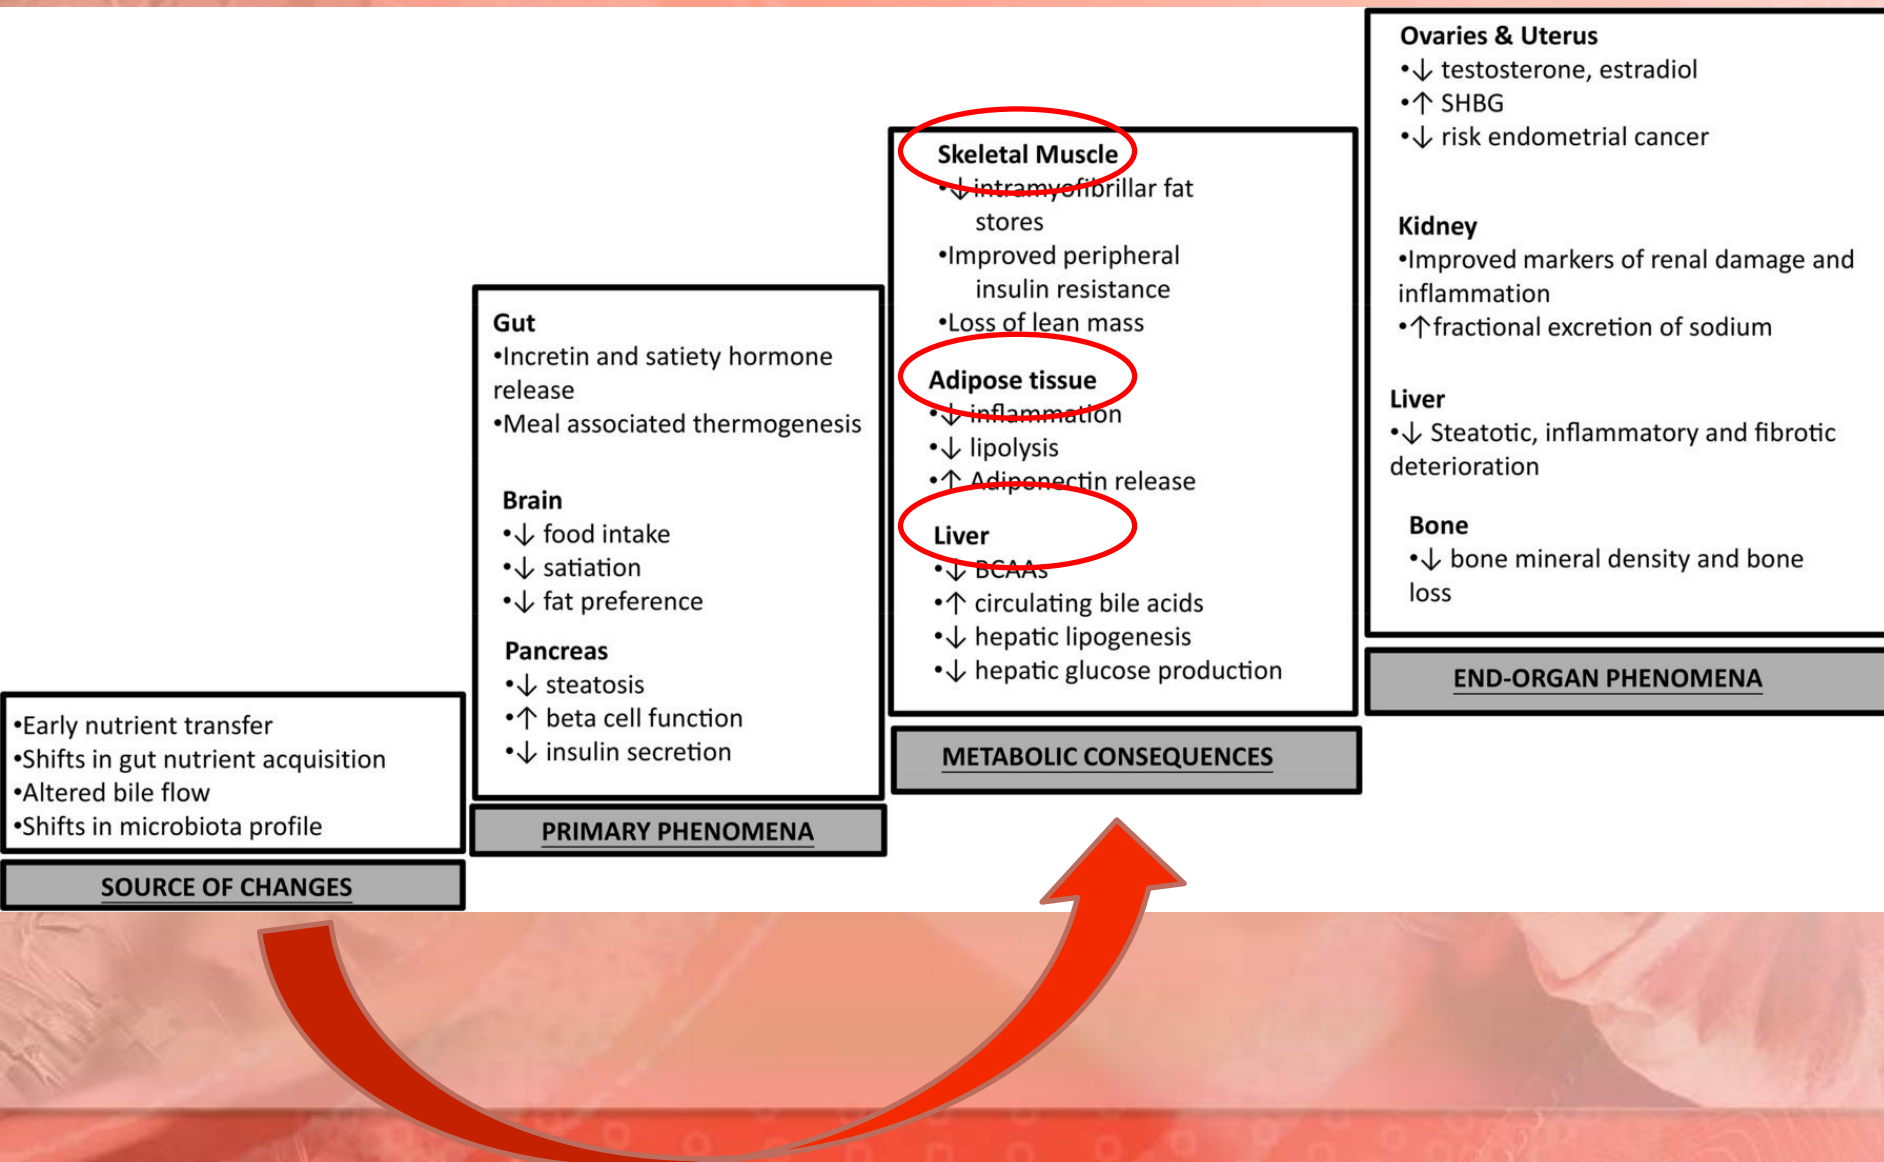 •Early nutrient transfer
•Shifts in gut nutrient acquisition
•Altered bile flow
•Shifts in microbiota profile
SOURCE OF CHANGES
Gut
•Incretin and satiety hormone
release
•Meal associated thermogenesis
Brain
•↓ food intake
•↓ satiation
•↓ fat preference
Pancreas
•↓ steatosis
•↑ beta cell function
•↓ insulin secretion
PRIMARY PHENOMENA
Skeletal Muscle
•↓intramyofibrillar fat
stores
•Improved peripheral
insulin resistance
•Loss of lean mass
Adipose tissue
•↓ inflammation
•↓ lipolysis
•↑ Adiponectin release
Liver
•↓ BCAAs
•↑ circulating bile acids
•↓ hepatic lipogenesis
•↓ hepatic glucose production
METABOLIC CONSEQUENCES
Ovaries & Uterus
•↓ testosterone, estradiol
•↑ SHBG
•↓ risk endometrial cancer
Kidney
•Improved markers of renal damage and
inflammation
•↑fractional excretion of sodium
Liver
•↓ Steatotic, inflammatory and fibrotic
deterioration
Bone
•↓ bone mineral density and bone
loss
END-ORGAN PHENOMENA